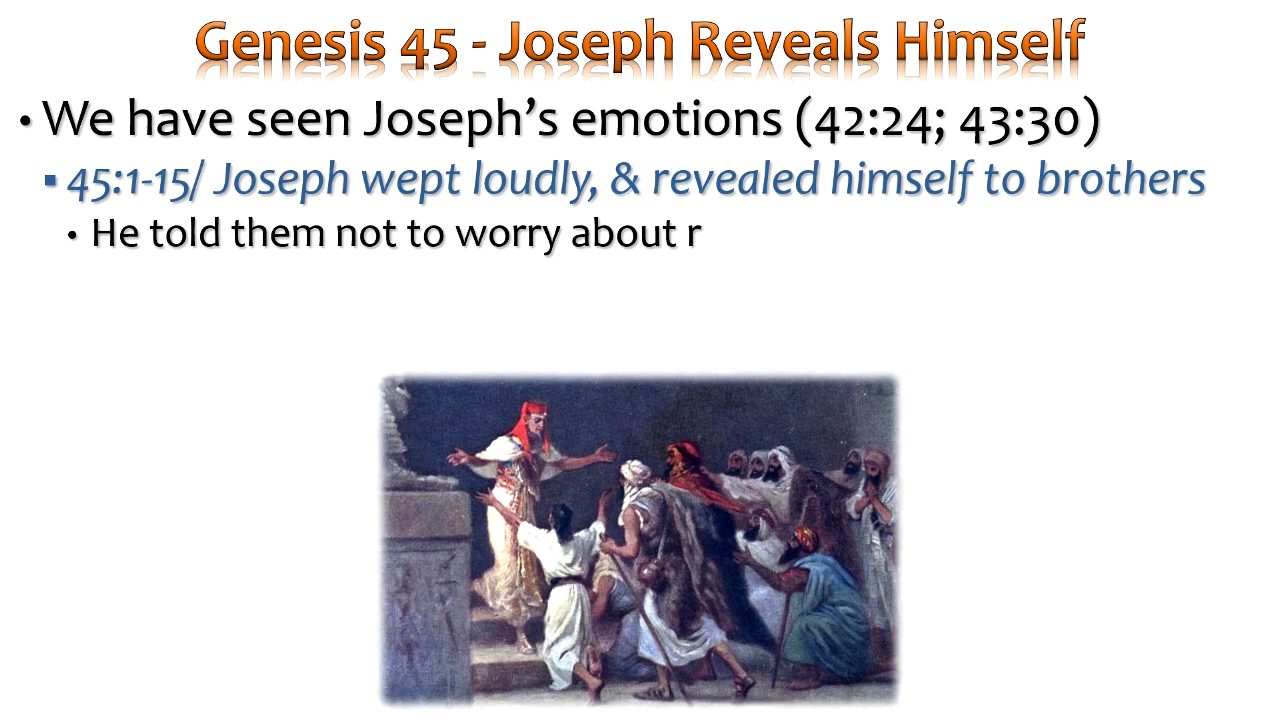 Genesis 45 - Joseph Reveals Himself
• We have seen Joseph’s emotions (42:24; 43:30)
▪ 45:1-15/ Joseph wept loudly, & revealed himself to brothers
• He told them not to worry about r